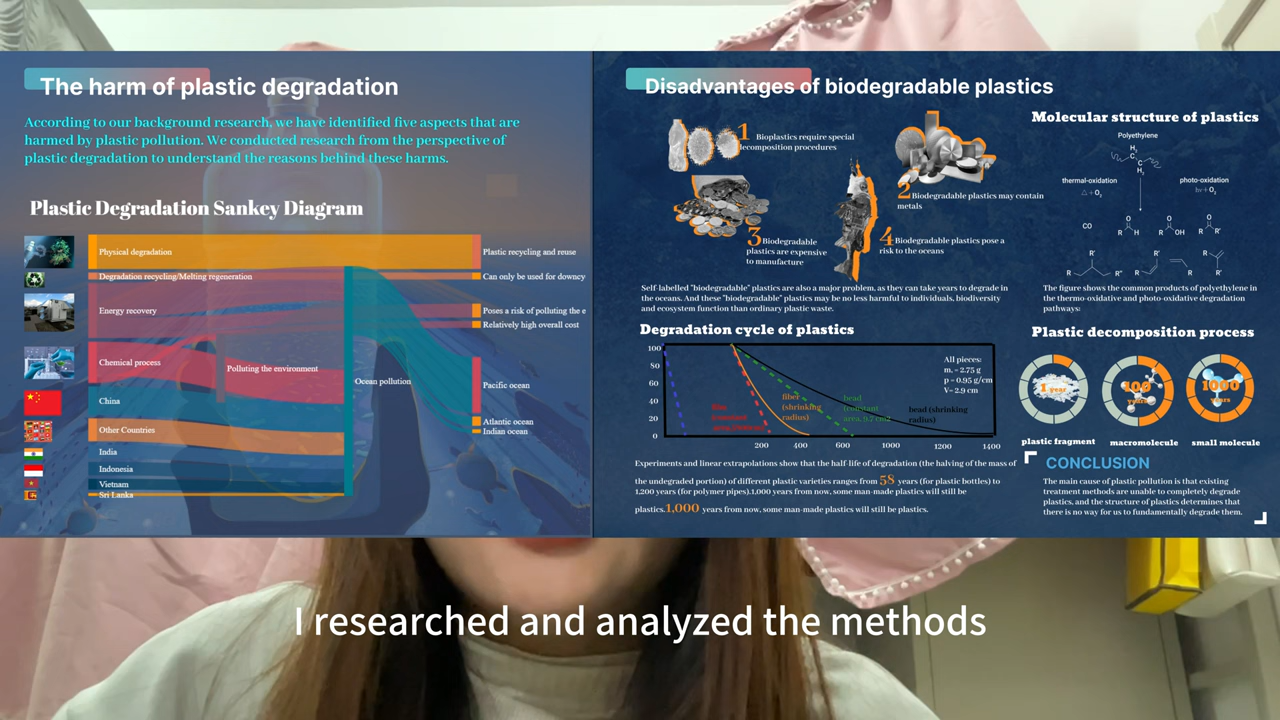 The harm of plastic degradation
According to our background research, we have identified five aspects that are
harmed by plastic pollution. We conducted research from the perspective of
plastic degradation to understand the reasons behind these harms.
Plastic Degradation Sankey Diagram
Physical degradation
Degradation recycling/Melting regeneration
Energy recovery
Chemical process
China
Other Countries
India
Indonesia
Vietnam
Sri Lanka
Polluting the environment
Ocean pollution
Plastic recycling and reuse
Can only be used for downcy
Poses a risk of polluting the e
Relatively high overall cost
Pacific ocean
Atlantic ocean
Indian ocean
Disadvantages of biodegradable plastics
1 Bioplastics require special
decomposition procedures
2 Biodegradable plastics may contain
metals
3 Biodegradable
plastics are expensive
to manufacture
4 Biodegradable plastics pose a
risk to the oceans
Self-labelled "biodegradable" plastics are also a major problem, as they can take years to degrade in
the oceans. And these "biodegradable" plastics may be no less harmful to individuals, biodiversity
and ecosystem function than ordinary plastic waste.
Degradation cycle of plastics
100
80
60
40
20
0
200
400
600
800
1000
1200
1400
fiber
(shrinking
radius)
bead
(constant
bead (shrinking
radius)
All pieces:
V= 2.9 cm
Experiments and linear extrapolations show that the half-life of degradation (the halving of the mass of
the undegraded portion) of different plastic varieties ranges from 58 years (for plastic bottles) to
1,200 years (for polymer pipes).1,000 years from now, some man-made plastics will still be
plastics.1,000 years from now, some man-made plastics will still be plastics.
Molecular structure of plastics
Polyethylene
thermal-oxidation
photo-oxidation
CO
The figure shows the common products of polyethylene in
the thermo-oxidative and photo-oxidative degradation
pathways:
Plastic decomposition process
1 year
100
years
1000
years
plastic fragment
macromolecule
small molecule
CONCLUSION
The main cause of plastic pollution is that existing
treatment methods are unable to completely degrade
plastics, and the structure of plastics determines that
there is no way for us to fundamentally degrade them.
I researched and analyzed the methods